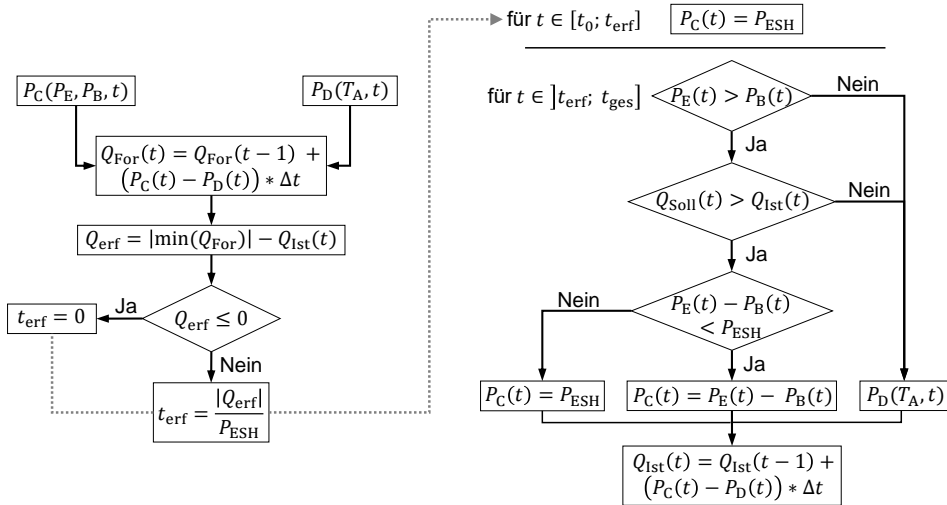 P_C(P_E, P_B, t)
P_D(T_A, t)
Q_For(t) = Q_For(t − 1) +
(P_C(t) − P_D(t)) ∗ Δt
Q_erf = |min(Q_For)| − Q_Ist(t)
Q_erf ≤ 0
Ja
t_erf = 0
Nein
t_erf = |Q_erf| / P_ESH
für t ∈ [t_0; t_erf] P_C(t) = P_ESH
für t ∈ ]t_erf; t_ges]
P_E(t) > P_B(t)
Nein
Ja
Q_Soll(t) > Q_Ist(t)
Nein
Ja
P_E(t) − P_B(t)
< P_ESH
Nein
Ja
P_C(t) = P_ESH
P_C(t) = P_E(t) − P_B(t)
P_D(T_A, t)
Q_Ist(t) = Q_Ist(t − 1) +
(P_C(t) − P_D(t)) ∗ Δt